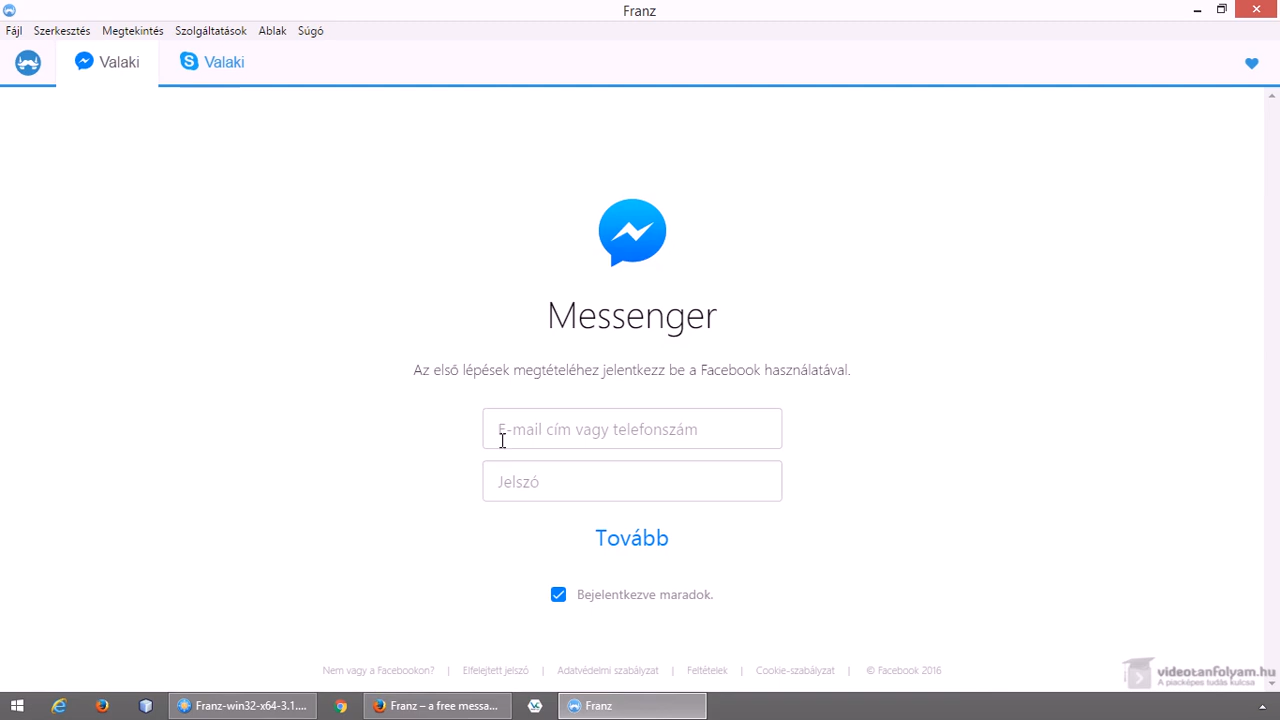 Franz
Fájl Szerkesztés Megtekintés Szolgáltatások Ablak Súgó
Valaki Valaki
Messenger
Az első lépések megtételéhez jelentkezz be a Facebook használatával.
E-mail cím vagy telefonszám
Jelszó
Tovább
Bejelentkezve maradok.
Nem vagy a Facebookon? | Elfelejtett jelszó | Adatvédelmi szabályzat | Feltételek | Cookie-szabályzat | © Facebook 2016
videotanfolyam.hu
A piacképes tudás kulcsa
Franz-win32-x64-3.1.... Franz – a free messa... Franz